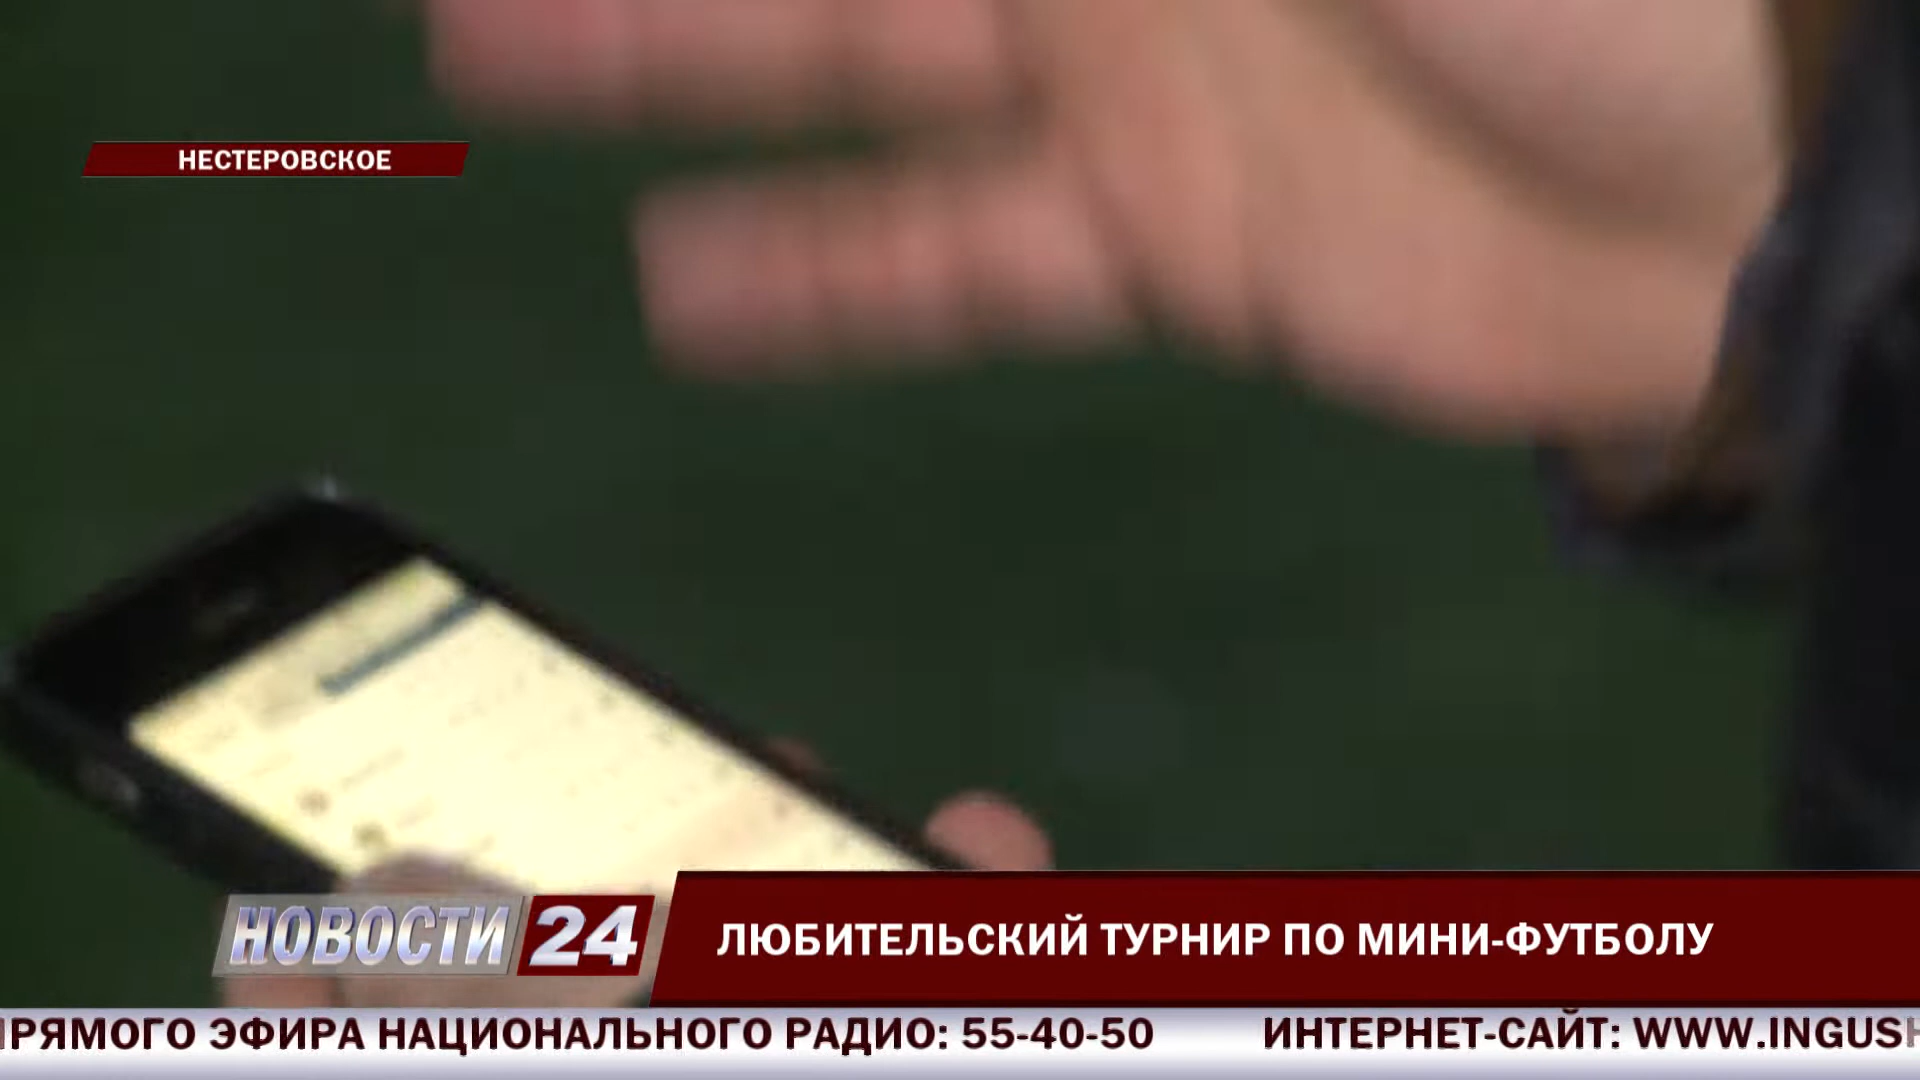 НЕСТЕРОВСКОЕ
НОВОСТИ 24
ЛЮБИТЕЛЬСКИЙ ТУРНИР ПО МИНИ-ФУТБОЛУ
ПРЯМОГО ЭФИРА НАЦИОНАЛЬНОГО РАДИО: 55-40-50 ИНТЕРНЕТ-САЙТ: WWW.INGUSH